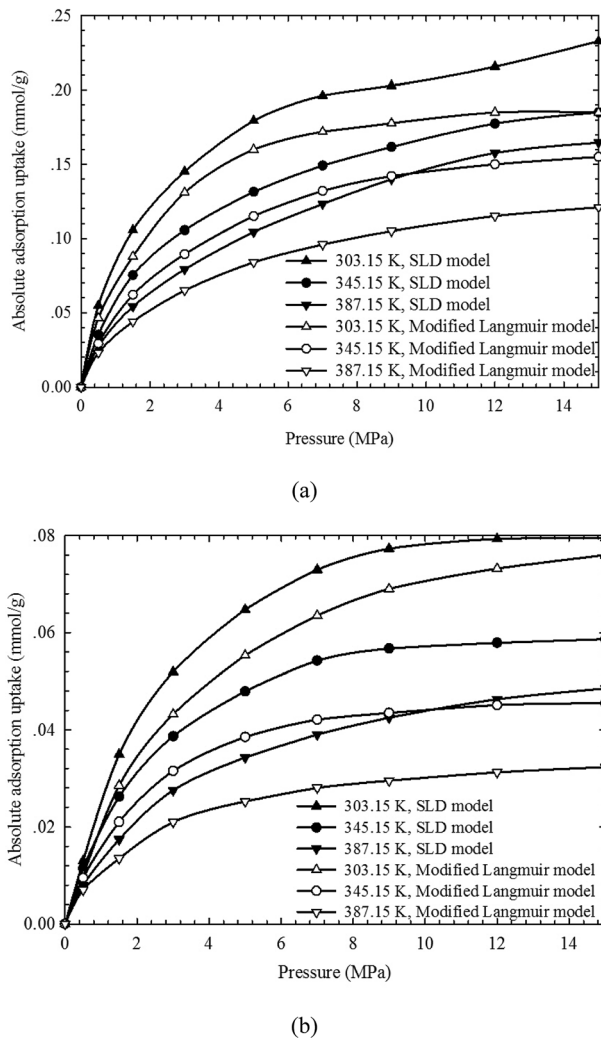 .25
.20
.15
.10
.05
0.00
Absolute adsorption uptake (mmol/g)
303.15 K, SLD model
345.15 K, SLD model
387.15 K, SLD model
303.15 K, Modified Langmuir model
345.15 K, Modified Langmuir model
387.15 K, Modified Langmuir model
0 2 4 6 8 10 12 14
Pressure (MPa)
(a)
.08
.06
.04
.02
0.00
Absolute adsorption uptake (mmol/g)
303.15 K, SLD model
345.15 K, SLD model
387.15 K, SLD model
303.15 K, Modified Langmuir model
345.15 K, Modified Langmuir model
387.15 K, Modified Langmuir model
0 2 4 6 8 10 12 14
Pressure (MPa)
(b)